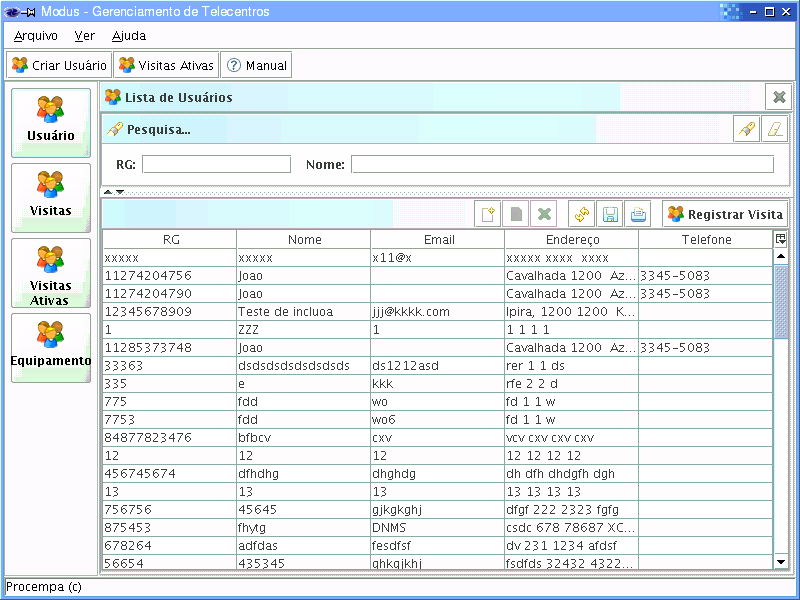 Modus - Gerenciamento de Telecentros
Arquivo Ver Ajuda
Criar Usuário Visitas Ativas Manual
Usuário
Visitas
Visitas Ativas
Equipamento
Lista de Usuários
Pesquisa...
RG: Nome:
Registrar Visita
RG Nome Email Endereço Telefone
xxxxx xxxxx x11@x xxxxx xxxx xxxx
11274204756 Joao Cavalhada 1200 Az... 3345-5083
11274204790 Joao Cavalhada 1200 Az... 3345-5083
12345678909 Teste de incluoa jjj@kkkk.com Ipira, 1200 1200 K...
1 ZZZ 1 1 1 1 1
11285373748 Joao Cavalhada 1200 Az... 3345-5083
33363 dsdsdsdsdsdsdsds ds1212asd rer 1 1 ds
335 e kkk rfe 2 2 d
775 fdd wo fd 1 1 w
7753 fdd wo6 fd 1 1 w
84877823476 bfbcv cxv vcv cxv cxv cxv
12 12 12 12 12 12 12
456745674 dfhdhg dhghdg dh dfh dhdgfh dgh
13 13 13 13 13 13 13
756756 45645 gjkgkghj dfgf 222 2323 fgfg
875453 fhytg DNMS csdc 678 78687 XC...
678264 adfdas fesdfsf dv 231 1234 afdsf
56654 435345 ghkgjkhj fsdfds 32432 4322...
Procempa (c)